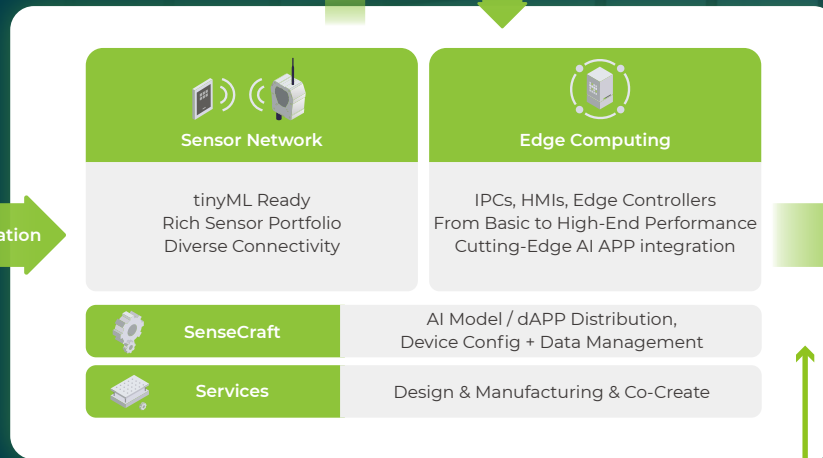 Sensor Network
tinyML Ready
Rich Sensor Portfolio
Diverse Connectivity
Edge Computing
IPCs, HMIs, Edge Controllers
From Basic to High-End Performance
Cutting-Edge AI APP integration
SenseCraft
AI Model / dAPP Distribution,
Device Config + Data Management
Services
Design & Manufacturing & Co-Create